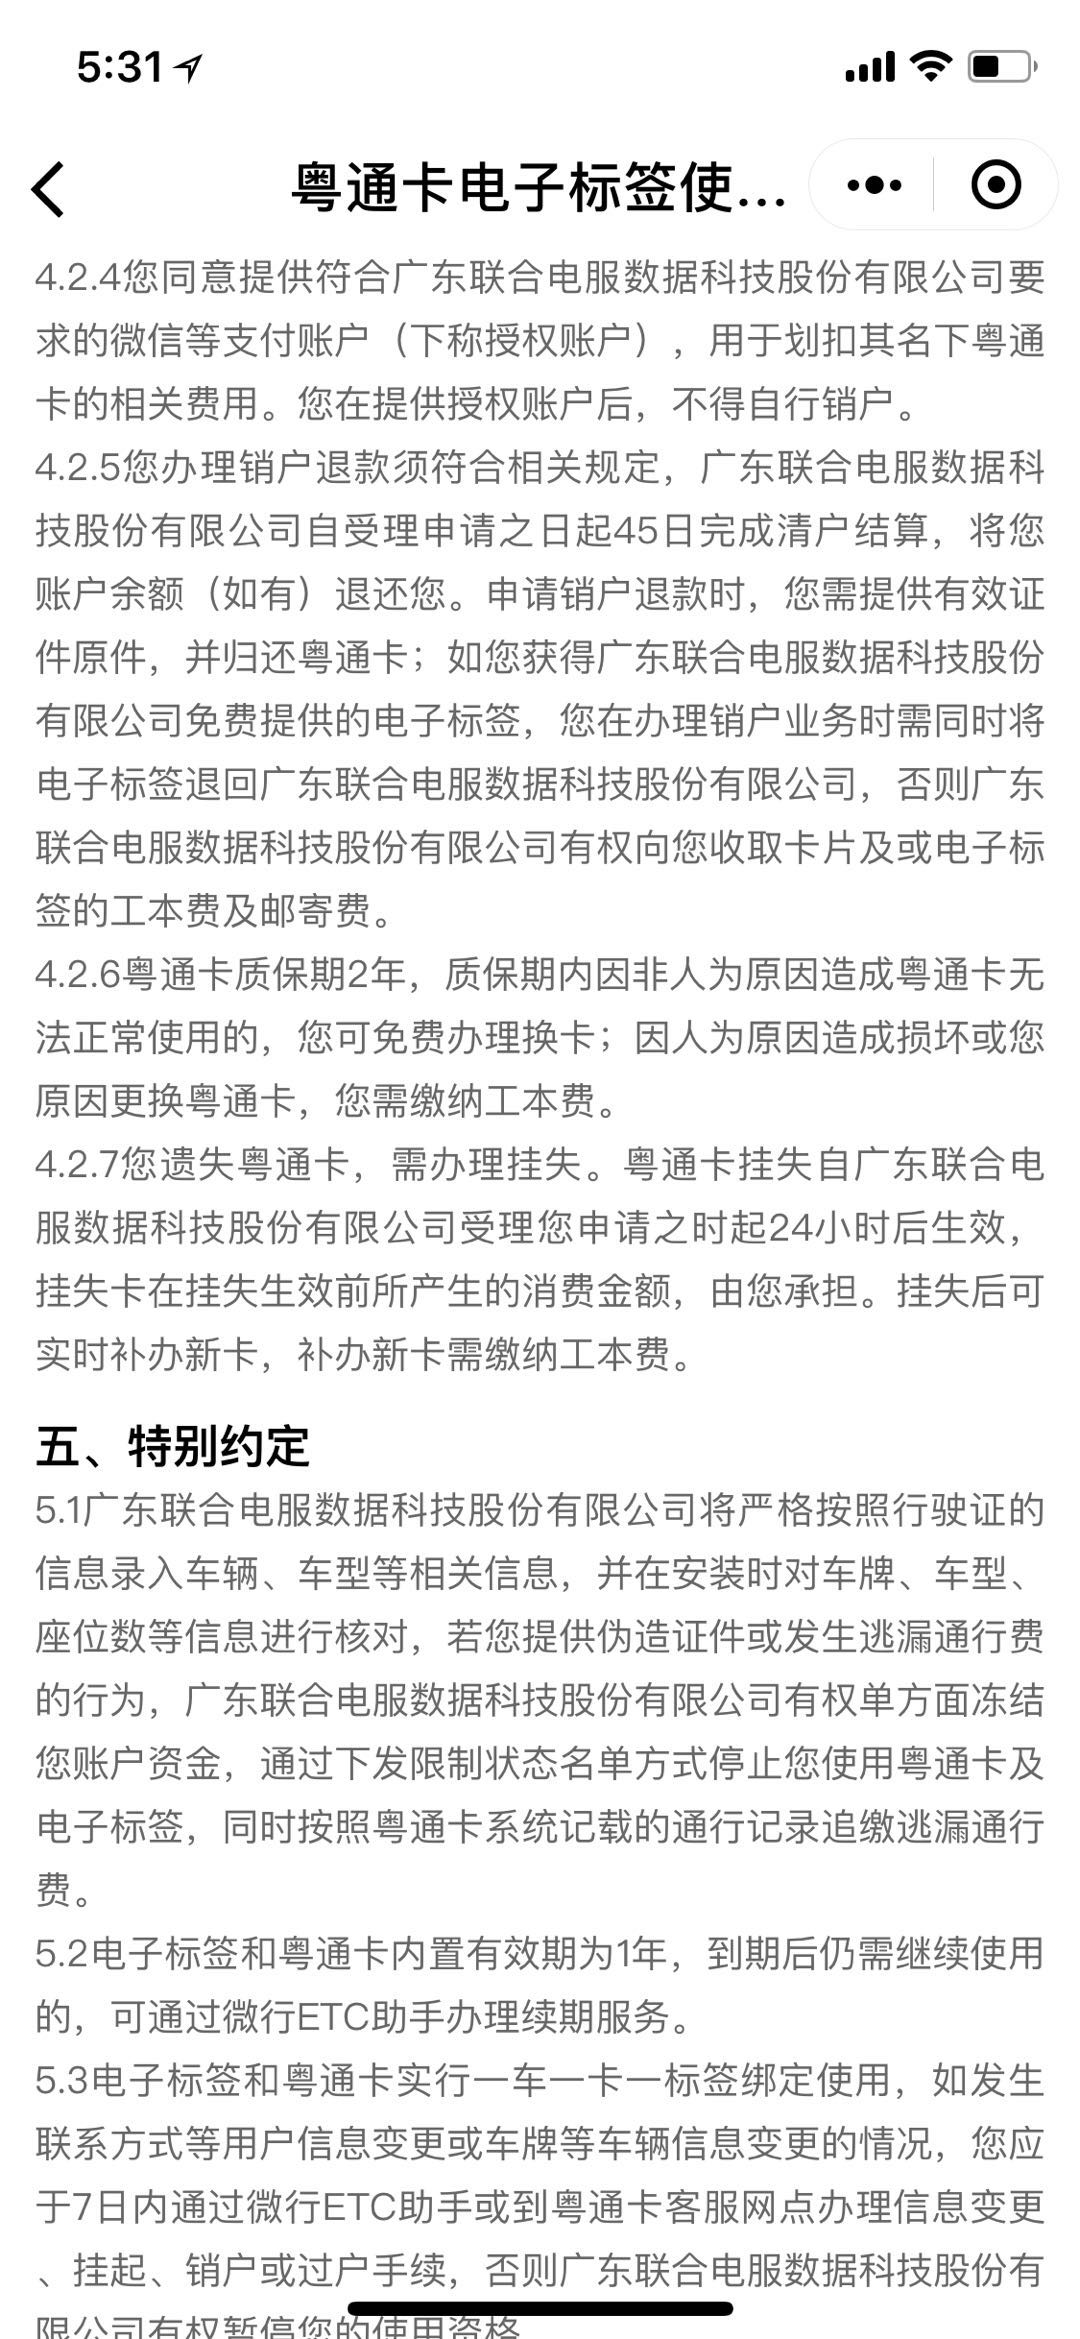 5:31
粤通卡电子标签使...
4.2.4您同意提供符合广东联合电服数据科技股份有限公司要
求的微信等支付账户（下称授权账户），用于划扣其名下粤通
卡的相关费用。您在提供授权账户后，不得自行销户。
4.2.5您办理销户退款须符合相关规定，广东联合电服数据科
技股份有限公司自受理申请之日起45日完成清户结算，将您
账户余额（如有）退还您。申请销户退款时，您需提供有效证
件原件，并归还粤通卡；如您获得广东联合电服数据科技股份
有限公司免费提供的电子标签，您在办理销户业务时需同时将
电子标签退回广东联合电服数据科技股份有限公司，否则广东
联合电服数据科技股份有限公司有权向您收取卡片及或电子标
签的工本费及邮寄费。
4.2.6粤通卡质保期2年，质保期内因非人为原因造成粤通卡无
法正常使用的，您可免费办理换卡；因人为原因造成损坏或您
原因更换粤通卡，您需缴纳工本费。
4.2.7您遗失粤通卡，需办理挂失。粤通卡挂失自广东联合电
服数据科技股份有限公司受理您申请之时起24小时后生效，
挂失卡在挂失生效前所产生的消费金额，由您承担。挂失后可
实时补办新卡，补办新卡需缴纳工本费。
五、特别约定
5.1广东联合电服数据科技股份有限公司将严格按照行驶证的
信息录入车辆、车型等相关信息，并在安装时对车牌、车型、
座位数等信息进行核对，若您提供伪造证件或发生逃漏通行费
的行为，广东联合电服数据科技股份有限公司有权单方面冻结
您账户资金，通过下发限制状态名单方式停止您使用粤通卡及
电子标签，同时按照粤通卡系统记载的通行记录追缴逃漏通行
费。
5.2电子标签和粤通卡内置有效期为1年，到期后仍需继续使用
的，可通过微行ETC助手办理续期服务。
5.3电子标签和粤通卡实行一车一卡一标签绑定使用，如发生
联系方式等用户信息变更或车牌等车辆信息变更的情况，您应
于7日内通过微行ETC助手或到粤通卡客服网点办理信息变更
、挂起、销户或过户手续，否则广东联合电服数据科技股份有
限公司有权暂停您的使用资格